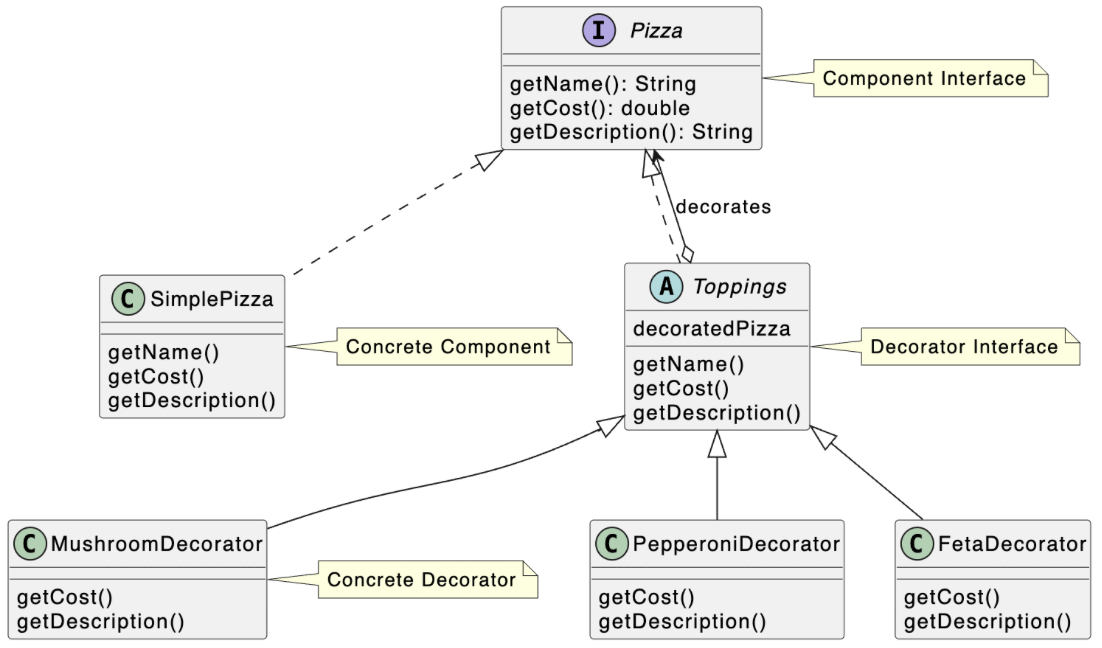 I Pizza
getName(): String
getCost(): double
getDescription(): String
Component Interface
decorates
C SimplePizza
getName()
getCost()
getDescription()
Concrete Component
A Toppings
decoratedPizza
getName()
getCost()
getDescription()
Decorator Interface
C MushroomDecorator
getCost()
getDescription()
Concrete Decorator
C PepperoniDecorator
getCost()
getDescription()
C FetaDecorator
getCost()
getDescription()